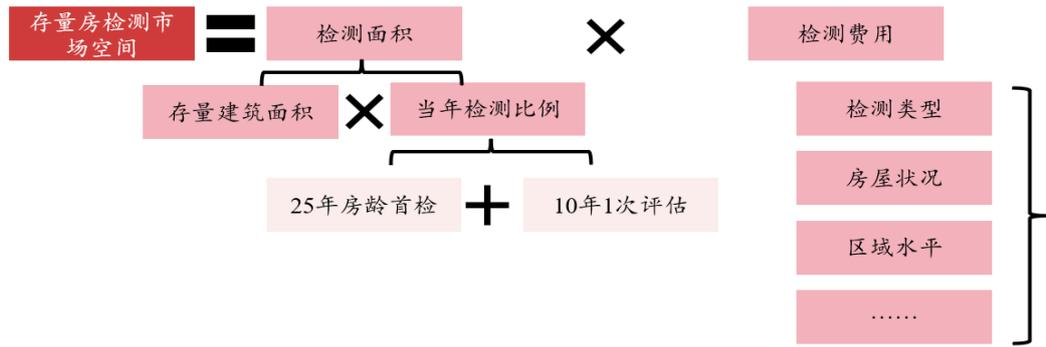 存量房检测市
场空间
检测面积
检测费用
存量建筑面积
当年检测比例
检测类型
房屋状况
25年房龄首检
10年1次评估
区域水平
……